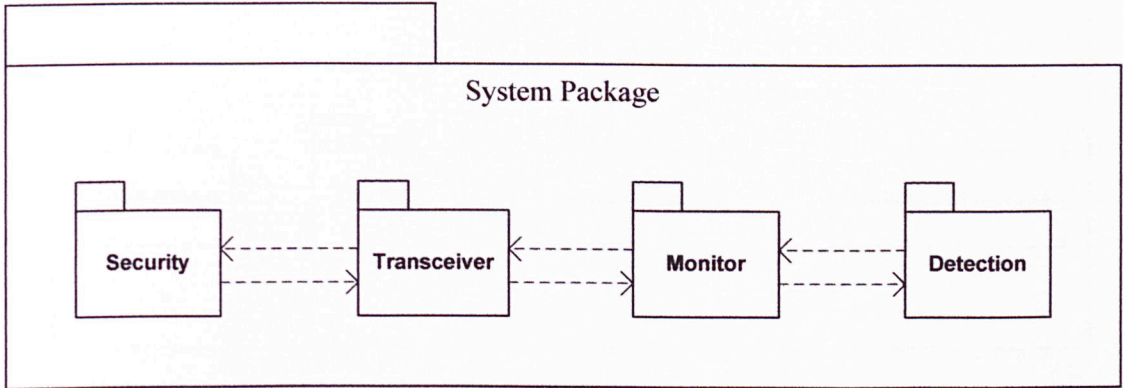 System Package
Security
Transceiver
Monitor
Detection